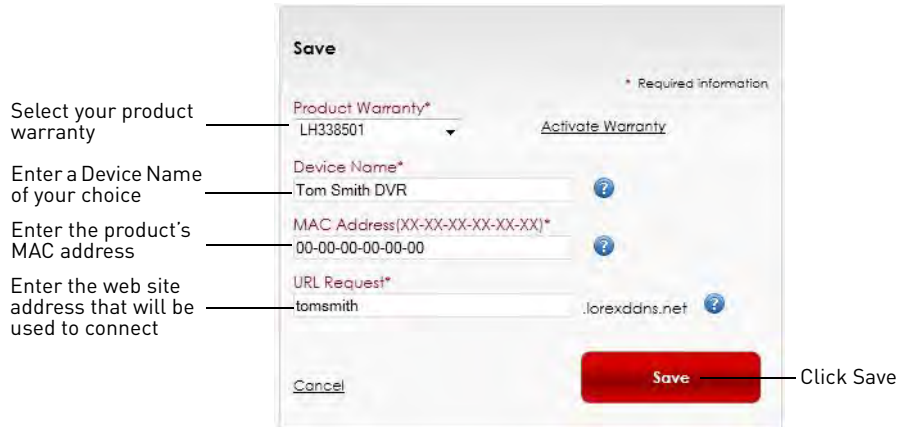 Save
* Required information
Select your product
warranty
Product Warranty*
LH338501
Activate Warranty
Enter a Device Name
of your choice
Device Name*
Tom Smith DVR
?
Enter the product's
MAC address
MAC Address(XX-XX-XX-XX-XX-XX)*
00-00-00-00-00-00
?
Enter the web site
address that will be
used to connect
URL Request*
tomsmith
.lorexddns.net
?
Cancel
Save
Click Save